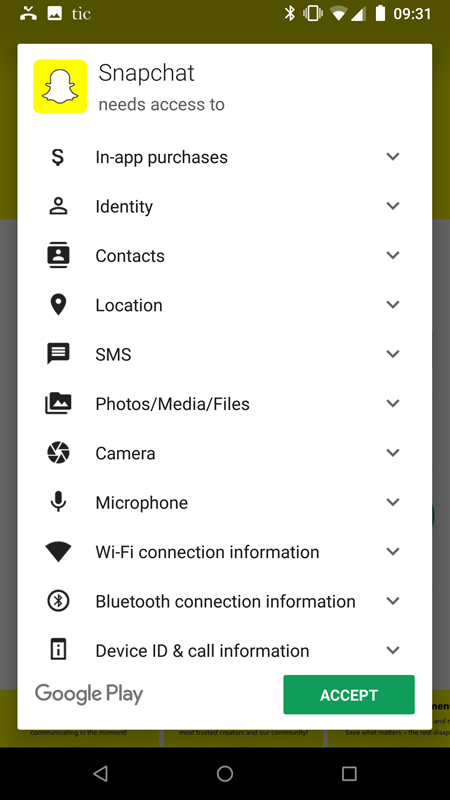 tic 09:31
Snapchat
needs access to
In-app purchases
Identity
Contacts
Location
SMS
Photos/Media/Files
Camera
Microphone
Wi-Fi connection information
Bluetooth connection information
Device ID & call information
Google Play ACCEPT
communicating in the moment! most trusted creators and our community! Save what matters – the rest